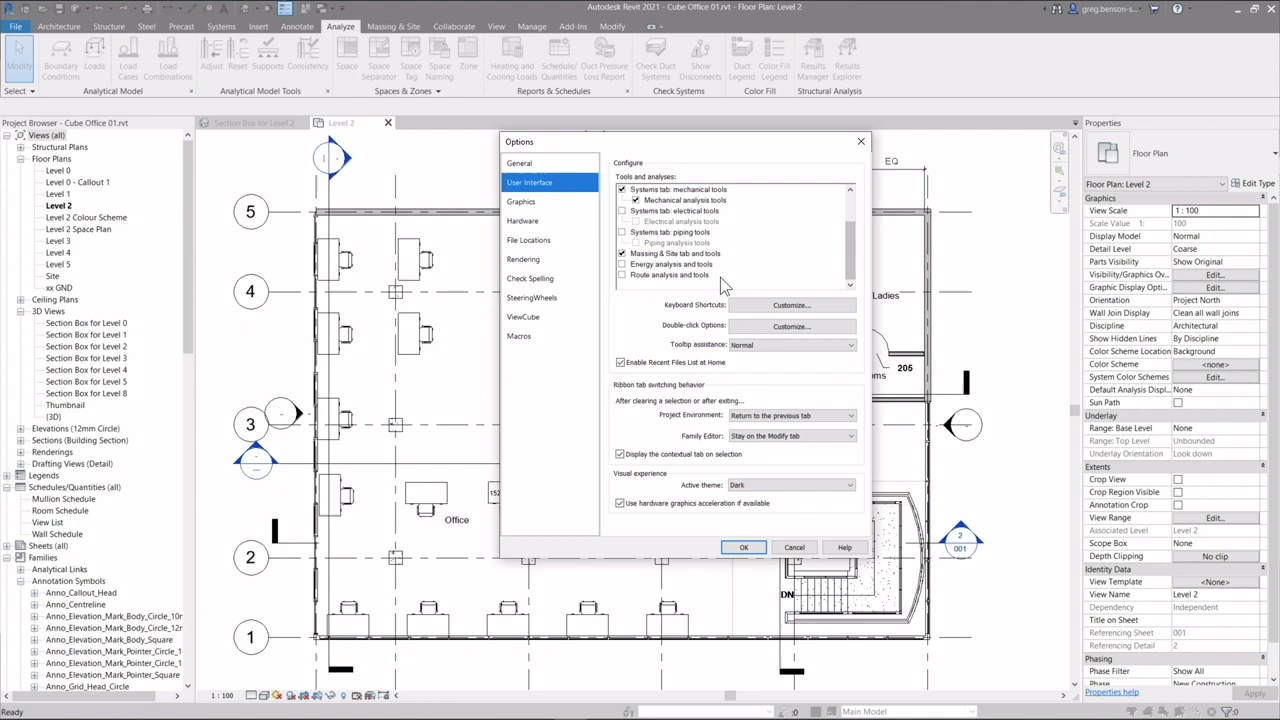 Autodesk Revit 2021 - Cube Office 01.rvt - Floor Plan: Level 2
greg.benson-s...
File Architecture Structure Steel Precast Systems Insert Annotate Analyze Massing & Site Collaborate View Manage Add-Ins Modify
Modify
Boundary Conditions
Loads
Load Cases
Load Combinations
Adjust
Reset
Supports
Consistency
Space
Space Separator
Space Tag
Space Naming
Zone
Heating and Cooling Loads
Schedule/ Quantities
Duct Pressure Loss Report
Check Duct Systems
Show Disconnects
Duct Legend
Color Fill Legend
Results Manager
Results Explorer
Select
Analytical Model
Analytical Model Tools
Spaces & Zones
Reports & Schedules
Check Systems
Color Fill
Structural Analysis
Project Browser - Cube Office 01.rvt
Views (all)
Structural Plans
Floor Plans
Level 0
Level 0 - Callout 1
Level 1
Level 2
Level 2 Colour Scheme
Level 2 Space Plan
Level 3
Level 4
Level 5
Site
xx GND
Ceiling Plans
3D Views
Section Box for Level 0
Section Box for Level 1
Section Box for Level 2
Section Box for Level 3
Section Box for Level 4
Section Box for Level 5
Section Box for Level 8
Thumbnail
{3D}
Elevations (12mm Circle)
Sections (Building Section)
Renderings
Drafting Views (Detail)
Legends
Schedules/Quantities (all)
Mullion Schedule
Room Schedule
View List
Wall Schedule
Sheets (all)
Families
Annotation Links
Annotation Symbols
Anno_Callout_Head
Anno_Centreline
Anno_Elevation_Mark_Body_Circle_10r
Anno_Elevation_Mark_Body_Circle_12r
Anno_Elevation_Mark_Body_Square
Anno_Elevation_Mark_Pointer_Circle_1
Anno_Elevation_Mark_Pointer_Circle_1
Anno_Elevation_Mark_Pointer_Square
Anno_Grid_Head_Circle
Section Box for Level 2
Level 2
5
4
3
2
1
EQ
Ladies
205
oms
Office
152
DN
2
001
Options
General
User Interface
Graphics
Hardware
File Locations
Rendering
Check Spelling
SteeringWheels
ViewCube
Macros
Configure
Tools and analyses:
Systems tab: mechanical tools
Mechanical analysis tools
Systems tab: electrical tools
Electrical analysis tools
Systems tab: piping tools
Piping analysis tools
Massing & Site tab and tools
Energy analysis and tools
Route analysis and tools
Keyboard Shortcuts: Customize...
Double-click Options: Customize...
Tooltip assistance: Normal
Enable Recent Files List at Home
Ribbon tab switching behavior
After clearing a selection or after exiting...
Project Environment: Return to the previous tab
Family Editor: Stay on the Modify tab
Display the contextual tab on selection
Visual experience
Active theme: Dark
Use hardware graphics acceleration if available
OK Cancel Help
Properties
Floor Plan
Floor Plan: Level 2 Edit Type
Graphics
View Scale 1 : 100
Scale Value 1: 100
Display Model Normal
Detail Level Coarse
Parts Visibility Show Original
Visibility/Graphics Ov... Edit...
Graphic Display Opti... Edit...
Orientation Project North
Wall Join Display Clean all wall joins
Discipline Architectural
Show Hidden Lines By Discipline
Color Scheme Location Background
Color Scheme <none>
System Color Schemes Edit...
Default Analysis Displ... None
Sun Path
Underlay
Range: Base Level None
Range: Top Level Unbounded
Underlay Orientation Look down
Extents
Crop View
Crop Region Visible
Annotation Crop
View Range Edit...
Associated Level Level 2
Scope Box None
Depth Clipping No clip
Identity Data
View Template <None>
View Name Level 2
Dependency Independent
Title on Sheet
Referencing Sheet 001
Referencing Detail 2
Phasing
Phase Filter Show All
Properties help Apply
1 : 100
Ready
:0
Main Model
:0